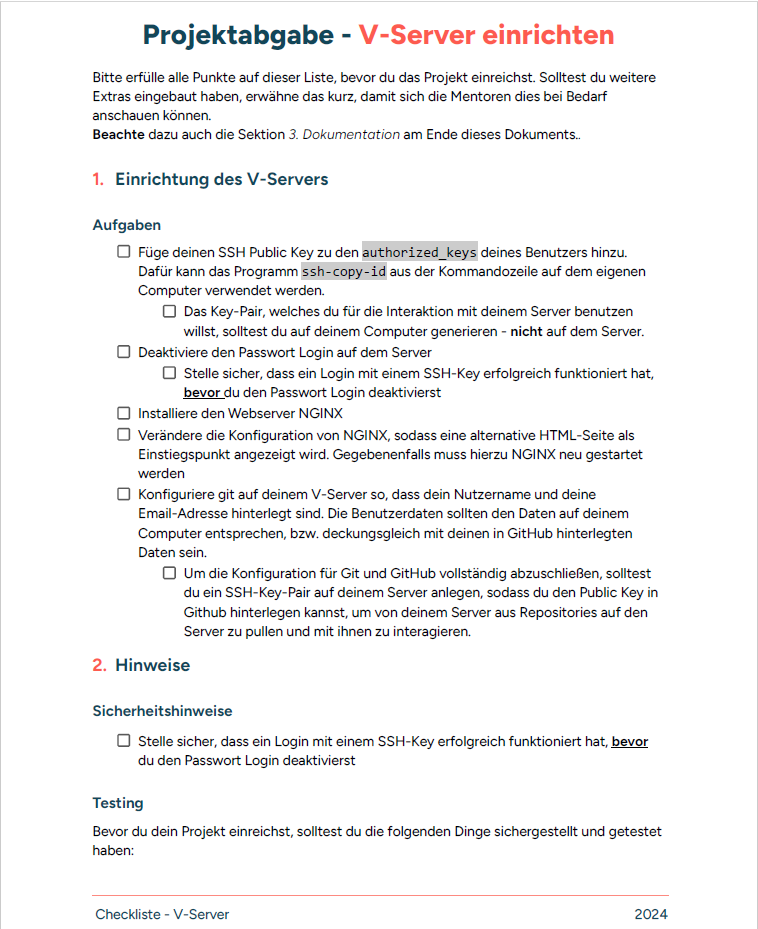 Projektabgabe - V-Server einrichten
Bitte erfülle alle Punkte auf dieser Liste, bevor du das Projekt einreichst. Solltest du weitere
Extras eingebaut haben, erwähne das kurz, damit sich die Mentoren dies bei Bedarf
anschauen können.
Beachte dazu auch die Sektion 3. Dokumentation am Ende dieses Dokuments..
1. Einrichtung des V-Servers
Aufgaben
Füge deinen SSH Public Key zu den authorized_keys deines Benutzers hinzu.
Dafür kann das Programm ssh-copy-id aus der Kommandozeile auf dem eigenen
Computer verwendet werden.
Das Key-Pair, welches du für die Interaktion mit deinem Server benutzen
willst, solltest du auf deinem Computer generieren - nicht auf dem Server.
Deaktiviere den Passwort Login auf dem Server
Stelle sicher, dass ein Login mit einem SSH-Key erfolgreich funktioniert hat,
bevor du den Passwort Login deaktivierst
Installiere den Webserver NGINX
Verändere die Konfiguration von NGINX, sodass eine alternative HTML-Seite als
Einstiegspunkt angezeigt wird. Gegebenenfalls muss hierzu NGINX neu gestartet
werden
Konfiguriere git auf deinem V-Server so, dass dein Nutzername und deine
Email-Adresse hinterlegt sind. Die Benutzerdaten sollten den Daten auf deinem
Computer entsprechen, bzw. deckungsgleich mit deinen in GitHub hinterlegten
Daten sein.
Um die Konfiguration für Git und GitHub vollständig abzuschließen, solltest
du ein SSH-Key-Pair auf deinem Server anlegen, sodass du den Public Key in
Github hinterlegen kannst, um von deinem Server aus Repositories auf den
Server zu pullen und mit ihnen zu interagieren.
2. Hinweise
Sicherheitshinweise
Stelle sicher, dass ein Login mit einem SSH-Key erfolgreich funktioniert hat, bevor
du den Passwort Login deaktivierst
Testing
Bevor du dein Projekt einreichst, solltest du die folgenden Dinge sichergestellt und getestet
haben:
Checkliste - V-Server 2024